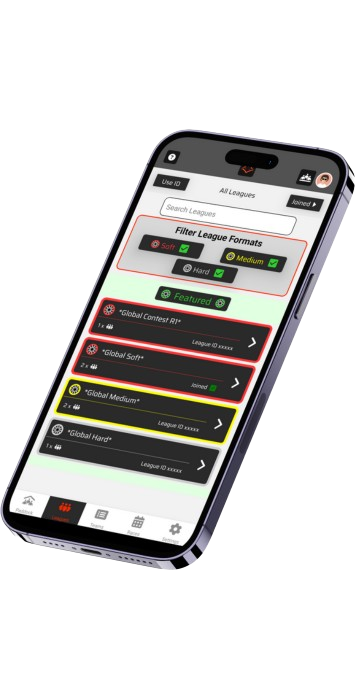 ?
Use ID
All Leagues
Joined
Search Leagues
Filter League Formats
Soft
Medium
Hard
Featured
*Global Contest R1*
1 x
League ID xxxxx
*Global Soft*
2 x
Joined
*Global Medium*
2 x
League ID xxxxx
*Global Hard*
1 x
League ID xxxxx
Paddock
Leagues
Teams
Races
Settings